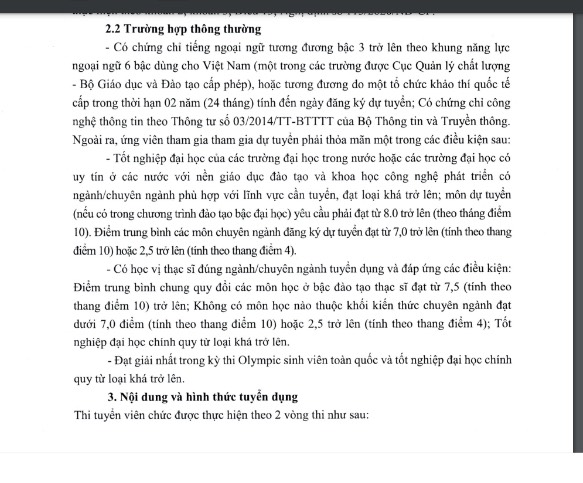 2.2 Trường hợp thông thường
- Có chứng chỉ tiếng ngoại ngữ tương đương bậc 3 trở lên theo khung năng lực
ngoại ngữ 6 bậc dùng cho Việt Nam (một trong các trường được Cục Quản lý chất lượng
- Bộ Giáo dục và Đào tạo cấp phép), hoặc tương đương do một tổ chức khảo thí quốc tế
cấp trong thời hạn 02 năm (24 tháng) tính đến ngày đăng ký dự tuyển; Có chứng chỉ công
nghệ thông tin theo Thông tư số 03/2014/TT-BTTTT của Bộ Thông tin và Truyền thông.
Ngoài ra, ứng viên tham gia tham gia dự tuyển phải thỏa mãn một trong các điều kiện sau:
- Tốt nghiệp đại học của các trường đại học trong nước hoặc các trường đại học có
uy tín ở các nước với nền giáo dục đào tạo và khoa học công nghệ phát triển có
ngành/chuyên ngành phù hợp với lĩnh vực cần tuyển, đạt loại khá trở lên; môn dự tuyển
(nếu có trong chương trình đào tạo bậc đại học) yêu cầu phải đạt từ 8.0 trở lên (theo tháng điểm
10). Điểm trung bình các môn chuyên ngành đăng ký dự tuyển đạt từ 7,0 trở lên (tính theo thang
điểm 10) hoặc 2,5 trở lên (tính theo thang điểm 4).
- Có học vị thạc sĩ đúng ngành/chuyên ngành tuyển dụng và đáp ứng các điều kiện:
Điểm trung bình chung quy đổi các môn học ở bậc đào tạo thạc sĩ đạt từ 7,5 (tính theo
thang điểm 10) trở lên; Không có môn học nào thuộc khối kiến thức chuyên ngành đạt
dưới 7,0 điểm (tính theo thang điểm 10) hoặc 2,5 trở lên (tính theo thang điểm 4); Tốt
nghiệp đại học chính quy từ loại khá trở lên.
- Đạt giải nhất trong kỳ thi Olympic sinh viên toàn quốc và tốt nghiệp đại học chính
quy từ loại khá trở lên.
3. Nội dung và hình thức tuyển dụng
Thi tuyển viên chức được thực hiện theo 2 vòng thi như sau: